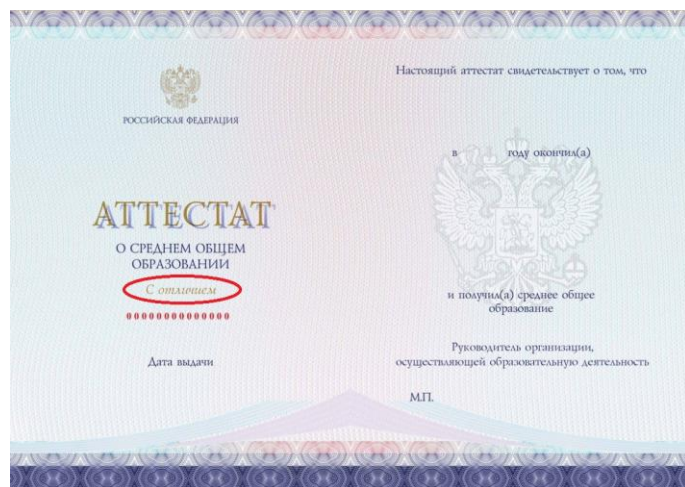 РОССИЙСКАЯ ФЕДЕРАЦИЯ
АТТЕСТАТ
О СРЕДНЕМ ОБЩЕМ
ОБРАЗОВАНИИ
С отличием
00000000000000
Дата выдачи
Настоящий аттестат свидетельствует о том, что
в году окончил(а)
и получил(а) среднее общее
образование
Руководитель организации,
осуществляющей образовательную деятельность
М.П.